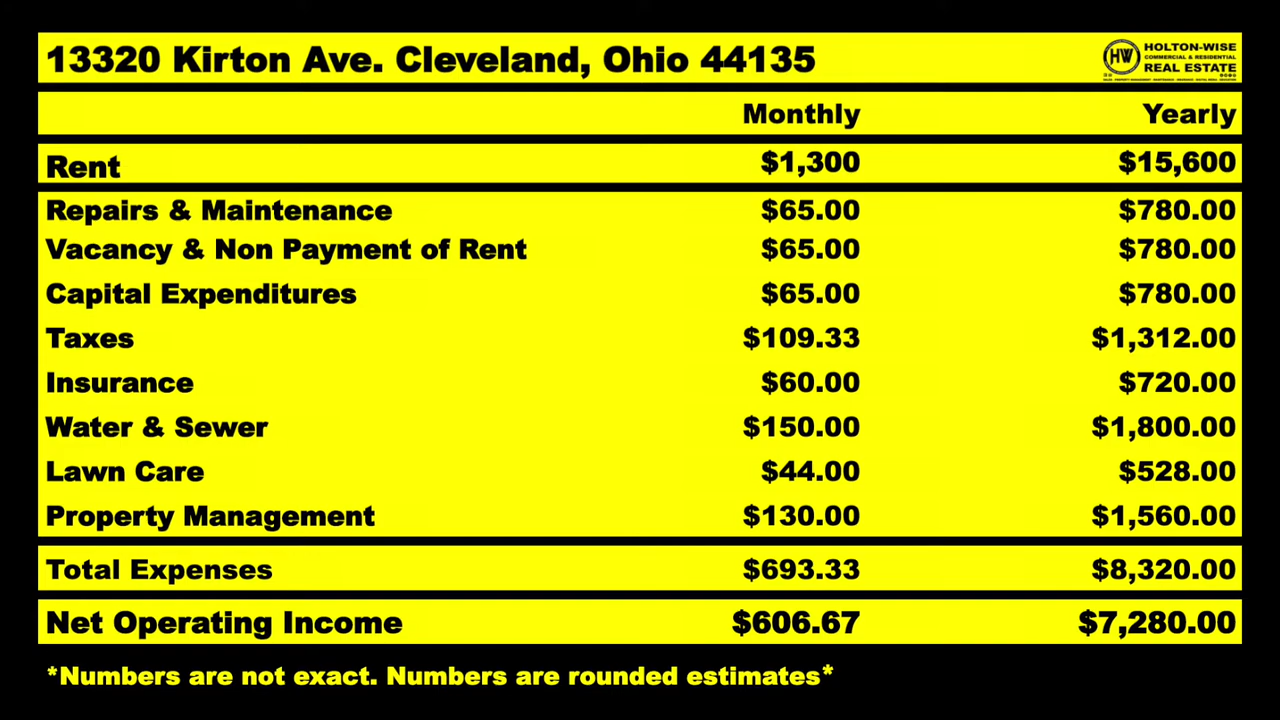 13320 Kirton Ave. Cleveland, Ohio 44135
HW
HOLTON-WISE
COMMERCIAL & RESIDENTIAL
REAL ESTATE
Monthly Yearly
Rent $1,300 $15,600
Repairs & Maintenance $65.00 $780.00
Vacancy & Non Payment of Rent $65.00 $780.00
Capital Expenditures $65.00 $780.00
Taxes $109.33 $1,312.00
Insurance $60.00 $720.00
Water & Sewer $150.00 $1,800.00
Lawn Care $44.00 $528.00
Property Management $130.00 $1,560.00
Total Expenses $693.33 $8,320.00
Net Operating Income $606.67 $7,280.00
*Numbers are not exact. Numbers are rounded estimates*